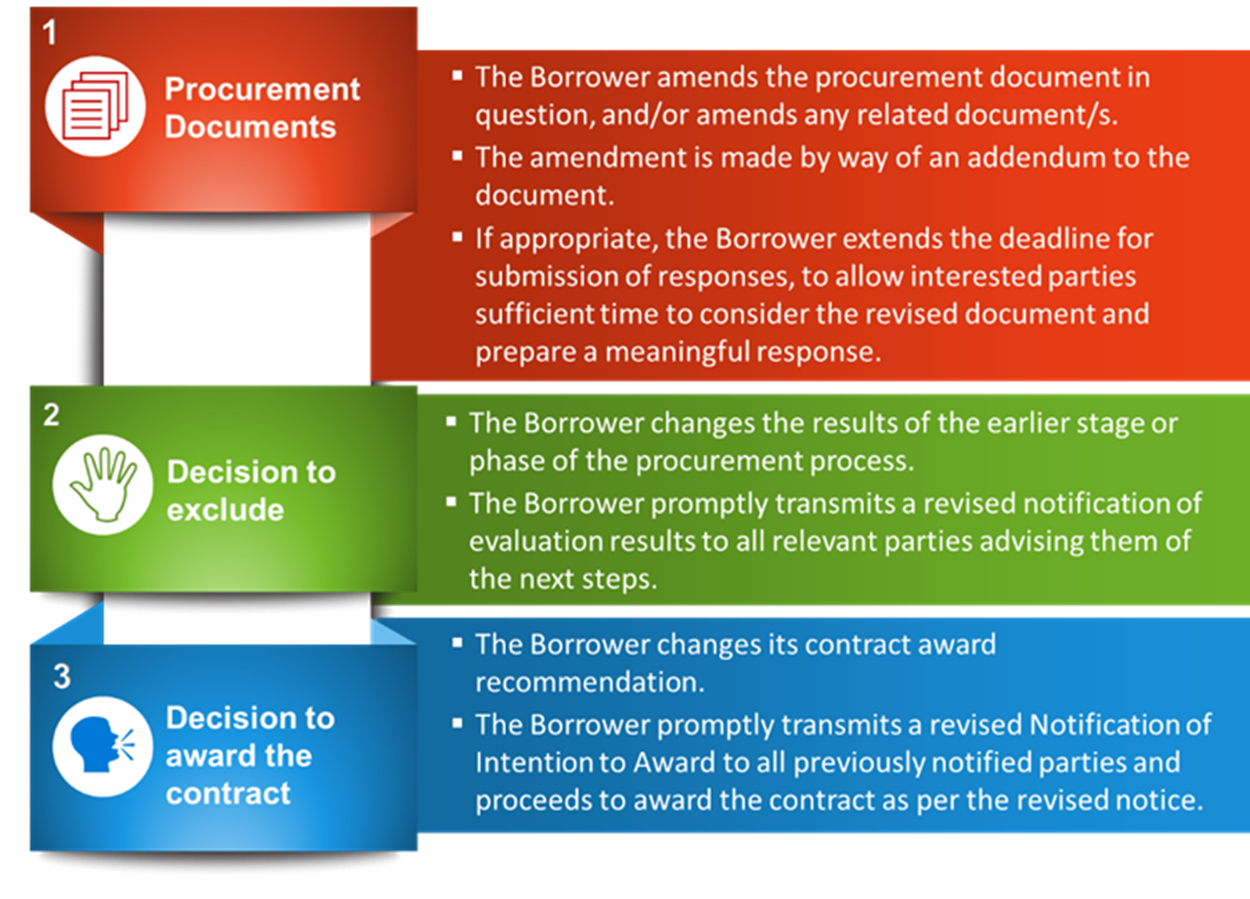 1
Procurement
Documents
▪ The Borrower amends the procurement document in
question, and/or amends any related document/s.
▪ The amendment is made by way of an addendum to the
document.
▪ If appropriate, the Borrower extends the deadline for
submission of responses, to allow interested parties
sufficient time to consider the revised document and
prepare a meaningful response.
2
Decision to
exclude
▪ The Borrower changes the results of the earlier stage or
phase of the procurement process.
▪ The Borrower promptly transmits a revised notification of
evaluation results to all relevant parties advising them of
the next steps.
3
Decision to
award the
contract
▪ The Borrower changes its contract award
recommendation.
▪ The Borrower promptly transmits a revised Notification of
Intention to Award to all previously notified parties and
proceeds to award the contract as per the revised notice.